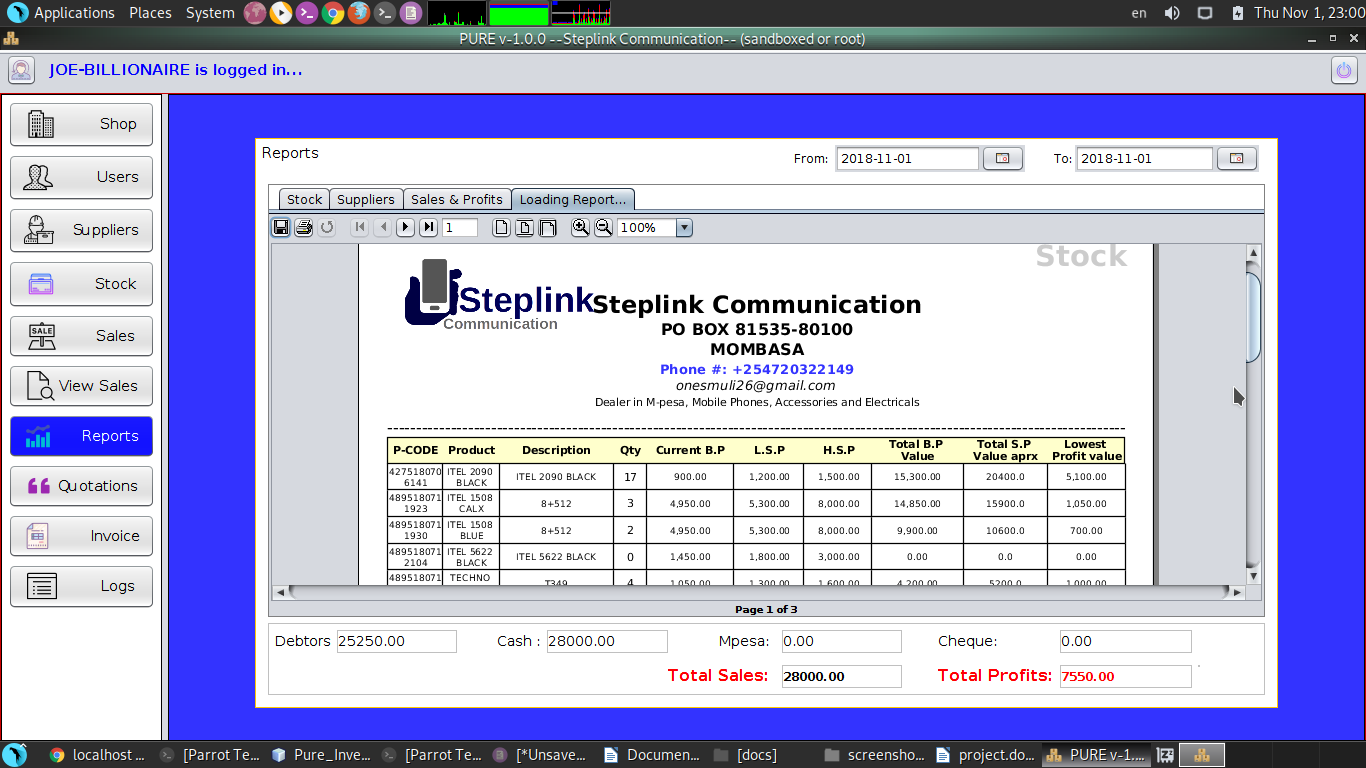 Applications Places System en Thu Nov 1, 23:00
PURE v-1.0.0 --Steplink Communication-- (sandboxed or root)
JOE-BILLIONAIRE is logged in...
Shop
Users
Suppliers
Stock
Sales
View Sales
Reports
Quotations
Invoice
Logs
Reports
From: 2018-11-01 To: 2018-11-01
Stock Suppliers Sales & Profits Loading Report...
1 100%
Stock
Steplink
Communication
Steplink Communication
PO BOX 81535-80100
MOMBASA
Phone #: +254720322149
onesmuli26@gmail.com
Dealer in M-pesa, Mobile Phones, Accessories and Electricals
P-CODE Product Description Qty Current B.P L.S.P H.S.P Total B.P Value Total S.P Value aprx Lowest Profit value
427518070 6141 ITEL 2090 BLACK ITEL 2090 BLACK 17 900.00 1,200.00 1,500.00 15,300.00 20400.0 5,100.00
489518071 1923 ITEL 1508 CALX 8+512 3 4,950.00 5,300.00 8,000.00 14,850.00 15900.0 1,050.00
489518071 1930 ITEL 1508 BLUE 8+512 2 4,950.00 5,300.00 8,000.00 9,900.00 10600.0 700.00
489518071 2104 ITEL 5622 BLACK ITEL 5622 BLACK 0 1,450.00 1,800.00 3,000.00 0.00 0.0 0.00
489518071 TECHNO T349 4 1,050.00 1,300.00 1,600.00 4,200.00 5200.0 1,000.00
Page 1 of 3
Debtors 25250.00 Cash : 28000.00 Mpesa: 0.00 Cheque: 0.00
Total Sales: 28000.00 Total Profits: 7550.00
localhost ... [Parrot Te... Pure_Inve... [Parrot Te... [*Unsave... Documen... [docs] screensho... project.do... PURE v-1....